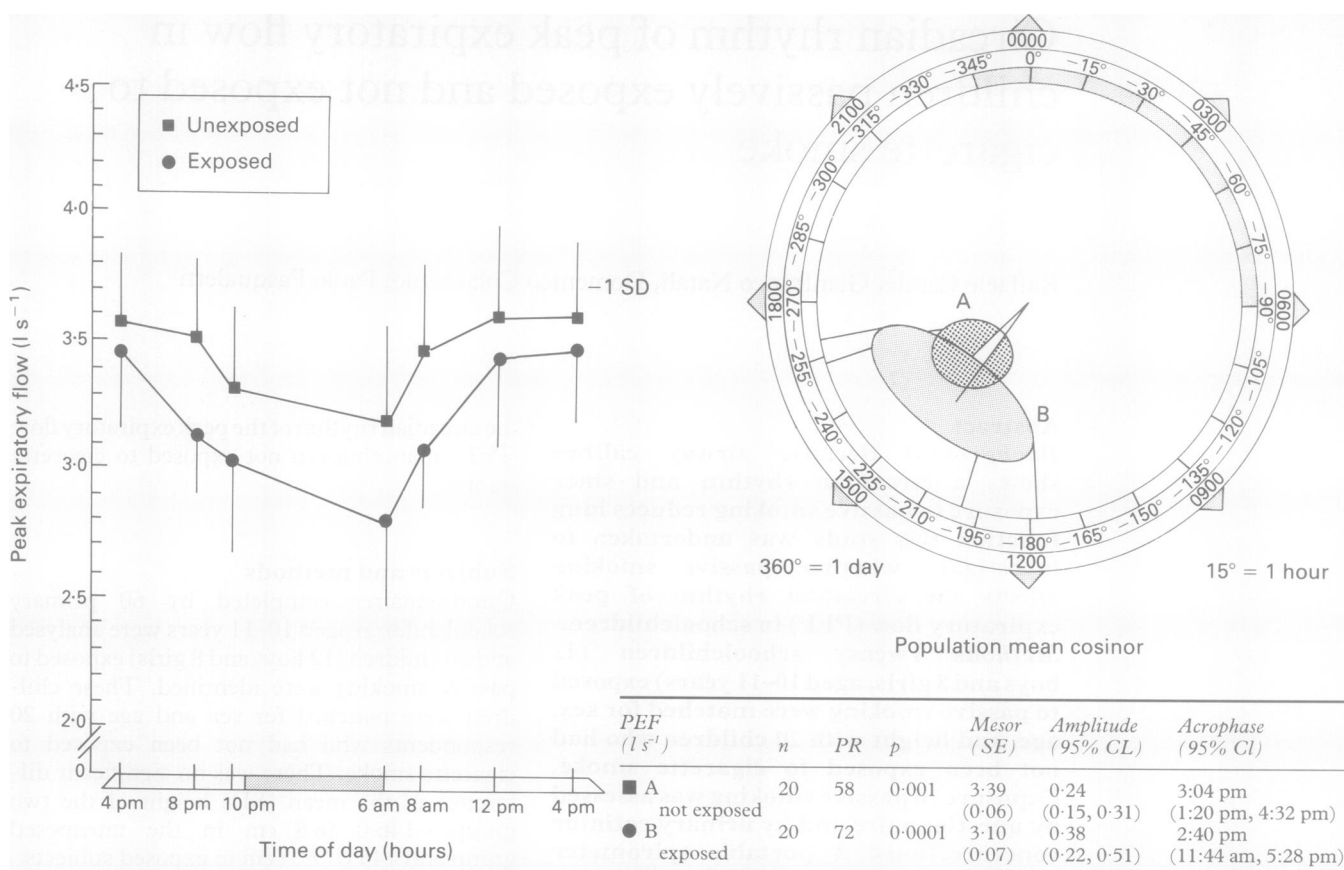 4·5
4·0
3·5
3·0
2·5
2·0
0
Peak expiratory flow (l s⁻¹)
Unexposed
Exposed
−1 SD
4 pm 8 pm 10 pm 6 am 8 am 12 pm 4 pm
Time of day (hours)
0000
0300
0600
0900
1200
1500
1800
2100
0°
−15°
−30°
−45°
−60°
−75°
−90°
−105°
−120°
−135°
−150°
−165°
−180°
−195°
−210°
−225°
−240°
−255°
−270°
−285°
−300°
−315°
−330°
−345°
A
B
360° = 1 day
15° = 1 hour
Population mean cosinor
PEF Mesor Amplitude Acrophase
(l s⁻¹) n PR p (SE) (95% CL) (95% Cl)
A 20 58 0·001 3·39 0·24 3:04 pm
not exposed (0·06) (0·15, 0·31) (1:20 pm, 4:32 pm)
B 20 72 0·0001 3·10 0·38 2:40 pm
exposed (0·07) (0·22, 0·51) (11:44 am, 5:28 pm)